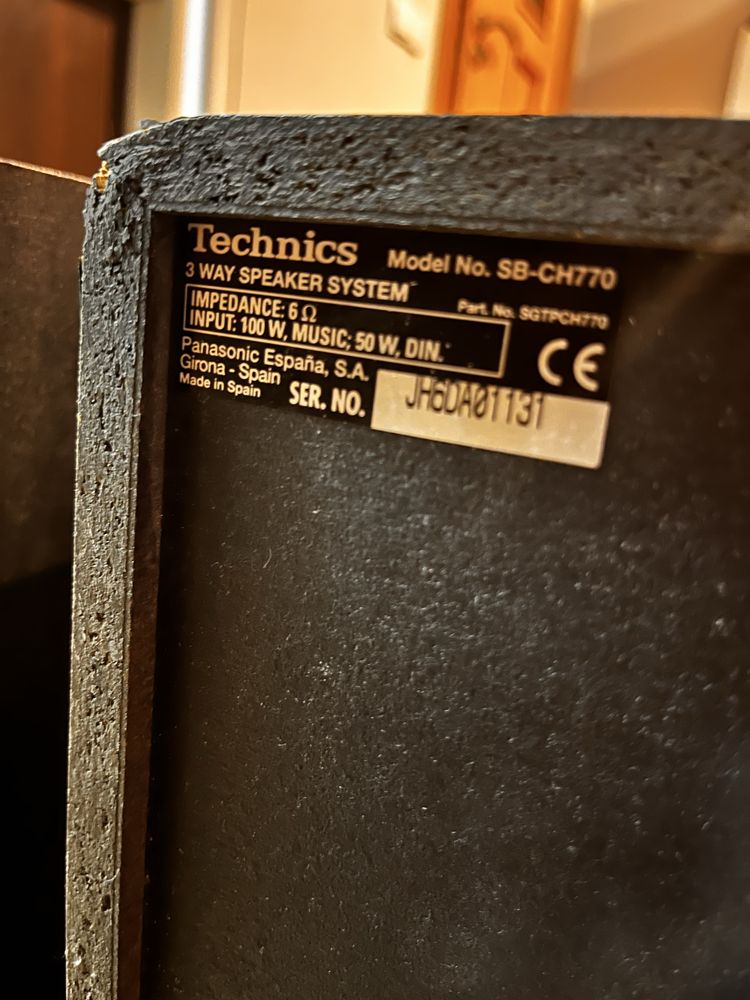 Technics Model No. SB-CH770
3 WAY SPEAKER SYSTEM
Part. No. SGTPCH770
IMPEDANCE: 6 Ω
INPUT: 100 W, MUSIC; 50 W, DIN.
Panasonic España, S.A.
Girona - Spain
Made in Spain
CE
SER. NO. JH6DA01131